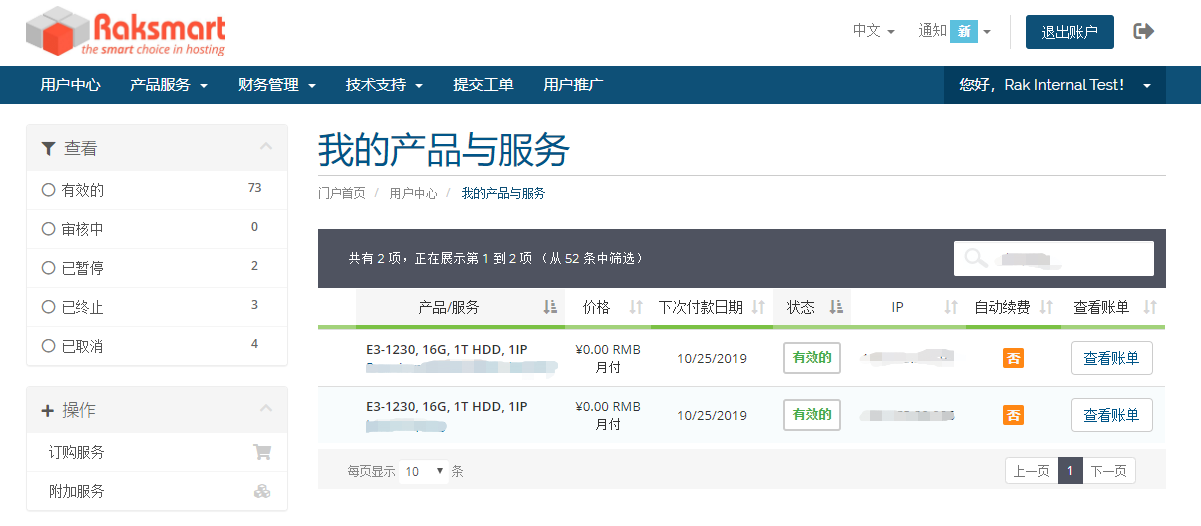 Raksmart
the smart choice in hosting
中文 通知 新 退出账户
用户中心 产品服务 财务管理 技术支持 提交工单 用户推广 您好，Rak Internal Test！
查看
有效的 73
审核中 0
已暂停 2
已终止 3
已取消 4
操作
订购服务
附加服务
我的产品与服务
门户首页 / 用户中心 / 我的产品与服务
共有 2 项，正在展示第 1 到 2 项 （从 52 条中筛选）
产品/服务 价格 下次付款日期 状态 IP 自动续费 查看账单
E3-1230, 16G, 1T HDD, 1IP ¥0.00 RMB
月付 10/25/2019 有效的 否 查看账单
E3-1230, 16G, 1T HDD, 1IP ¥0.00 RMB
月付 10/25/2019 有效的 否 查看账单
每页显示 10 条 上一页 1 下一页